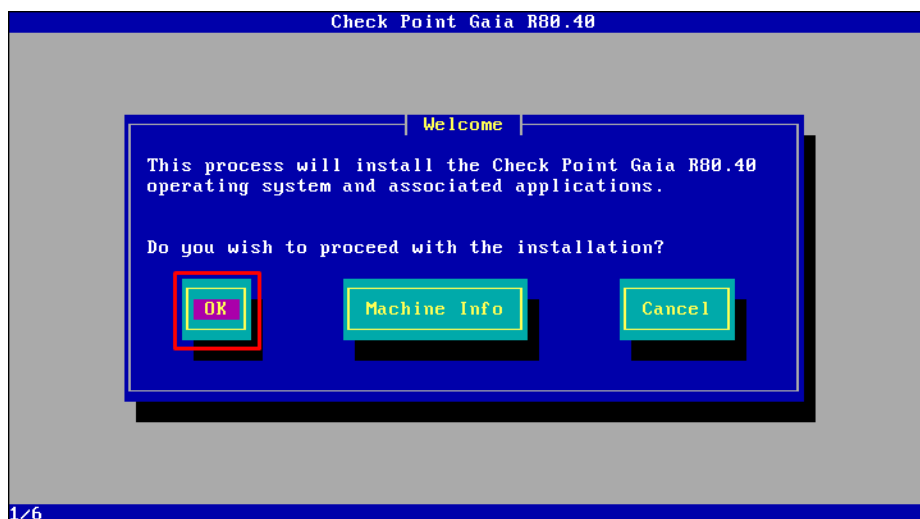 Check Point Gaia R80.40
Welcome
This process will install the Check Point Gaia R80.40
operating system and associated applications.
Do you wish to proceed with the installation?
OK Machine Info Cancel
1/6